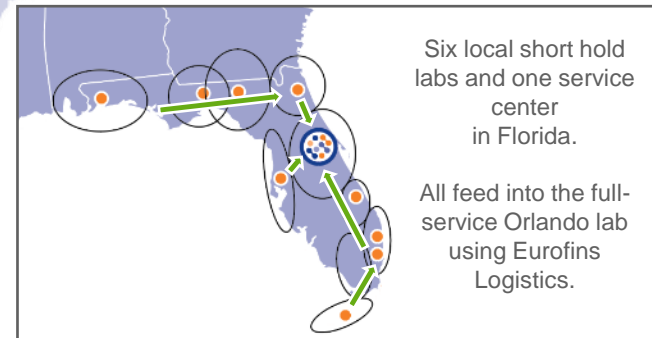 Six local short hold
labs and one service
center
in Florida.
All feed into the full-
service Orlando lab
using Eurofins
Logistics.